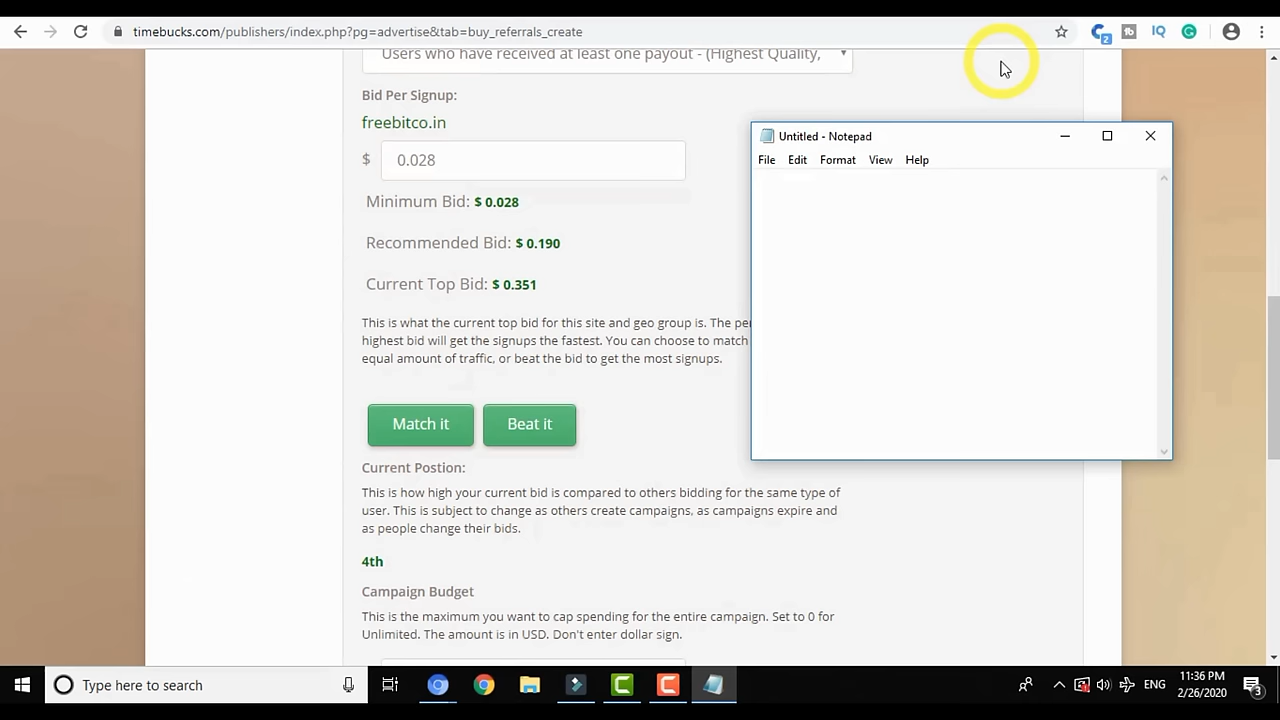 timebucks.com/publishers/index.php?pg=advertise&tab=buy_referrals_create
2
Users who have received at least one payout - (Highest Quality,
Bid Per Signup:
freebitco.in
$ 0.028
Minimum Bid: $ 0.028
Recommended Bid: $ 0.190
Current Top Bid: $ 0.351
This is what the current top bid for this site and geo group is. The
highest bid will get the signups the fastest. You can choose to match
equal amount of traffic, or beat the bid to get the most signups.
Match it Beat it
Current Postion:
This is how high your current bid is compared to others bidding for the same type of
user. This is subject to change as others create campaigns, as campaigns expire and
as people change their bids.
4th
Campaign Budget
This is the maximum you want to cap spending for the entire campaign. Set to 0 for
Unlimited. The amount is in USD. Don't enter dollar sign.
Untitled - Notepad
File Edit Format View Help
Type here to search
ENG
11:36 PM
2/26/2020
3